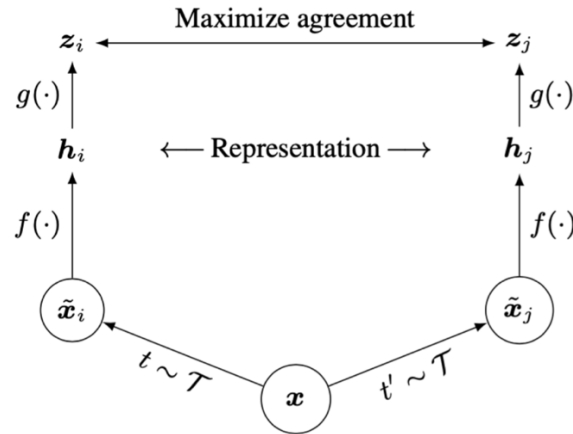 Maximize agreement
z_i z_j
g(·) g(·)
h_i ← Representation → h_j
f(·) f(·)
x̃_i x̃_j
t ∼ 𝒯 t' ∼ 𝒯
x